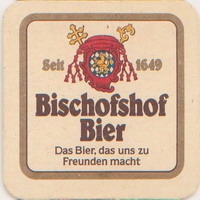 Seit 1649
Bischofshof
Bier
Das Bier, das uns zu
Freunden macht